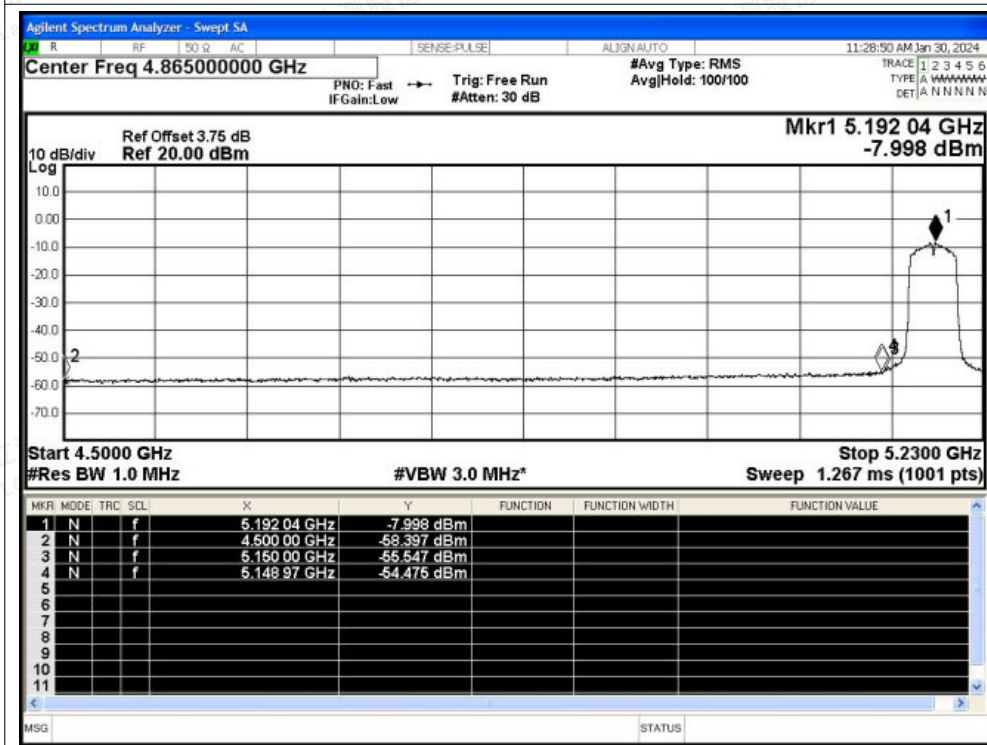 Agilent Spectrum Analyzer - Swept SA
LXI R RF 50 Ω AC SENSE:PULSE ALIGNAUTO 11:28:50 AM Jan 30, 2024
Center Freq 4.865000000 GHz
PNO: Fast
IFGain:Low
Trig: Free Run
#Atten: 30 dB
#Avg Type: RMS
Avg|Hold: 100/100
TRACE 1 2 3 4 5 6
TYPE A WWWWW
DET A N N N N N
Mkr1 5.192 04 GHz
-7.998 dBm
Ref Offset 3.75 dB
10 dB/div Ref 20.00 dBm
Log
10.0
0.00
-10.0
-20.0
-30.0
-40.0
-50.0
-60.0
-70.0
1
2
Start 4.5000 GHz Stop 5.2300 GHz
#Res BW 1.0 MHz #VBW 3.0 MHz* Sweep 1.267 ms (1001 pts)
MKR MODE TRC SCL X Y FUNCTION FUNCTION WIDTH FUNCTION VALUE
1 N f 5.192 04 GHz -7.998 dBm
2 N f 4.500 00 GHz -58.397 dBm
3 N f 5.150 00 GHz -55.547 dBm
4 N f 5.148 97 GHz -54.475 dBm
5
6
7
8
9
10
11
MSG STATUS